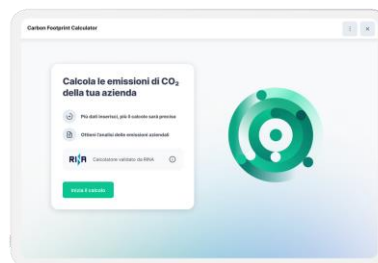 Carbon Footprint Calculator
Calcola le emissioni di CO₂
della tua azienda
Più dati inserisci, più il calcolo sarà preciso
Ottieni l'analisi delle emissioni aziendali
RINA Calcolatore validato da RINA
Inizia il calcolo